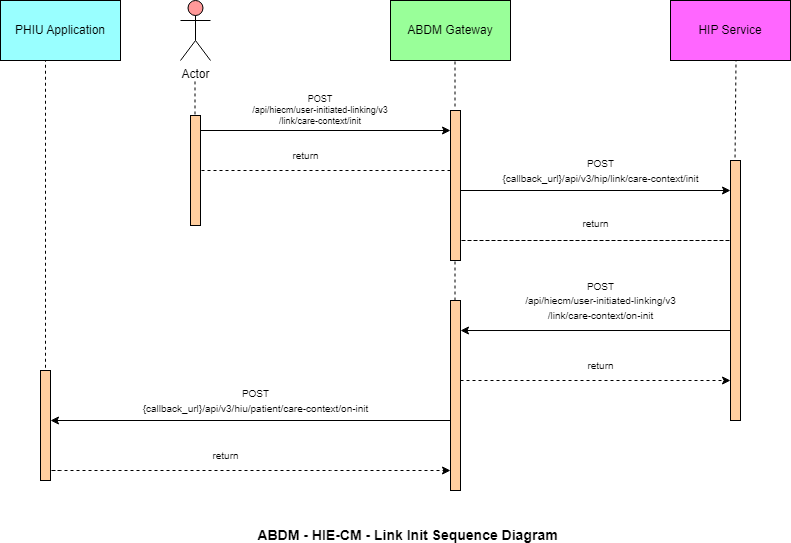 PHIU Application
ABDM Gateway
HIP Service
Actor
POST
/api/hiecm/user-initiated-linking/v3
/link/care-context/init
return
POST
{callback_url}/api/v3/hip/link/care-context/init
return
POST
/api/hiecm/user-initiated-linking/v3
/link/care-context/on-init
return
POST
{callback_url}/api/v3/hiu/patient/care-context/on-init
return
ABDM - HIE-CM - Link Init Sequence Diagram